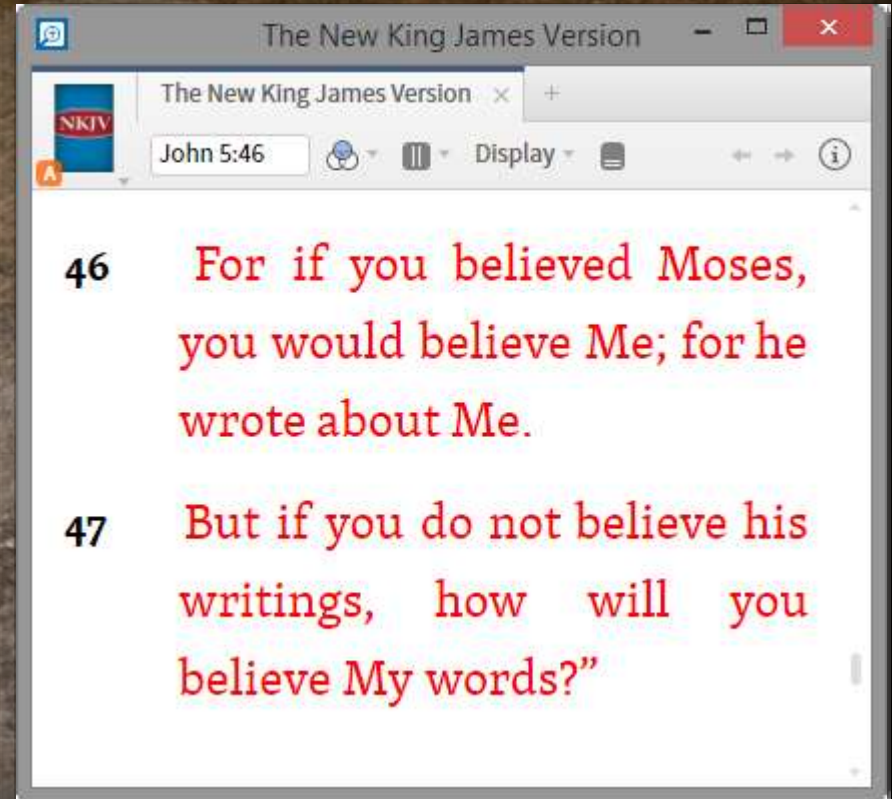 The New King James Version
The New King James Version
NKJV
John 5:46
Display
A
46 For if you believed Moses,
you would believe Me; for he
wrote about Me.
47 But if you do not believe his
writings, how will you
believe My words?”